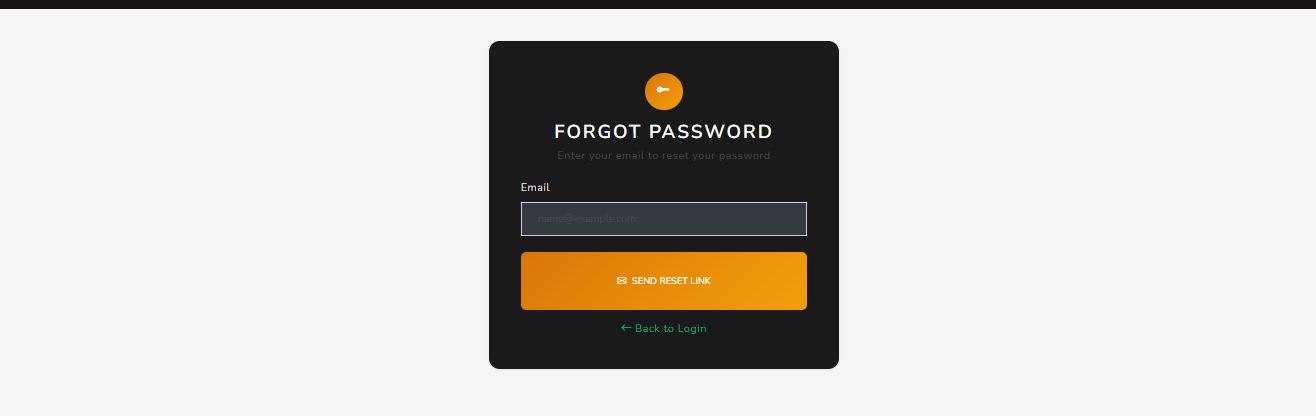 FORGOT PASSWORD
Enter your email to reset your password
Email
name@example.com
SEND RESET LINK
Back to Login